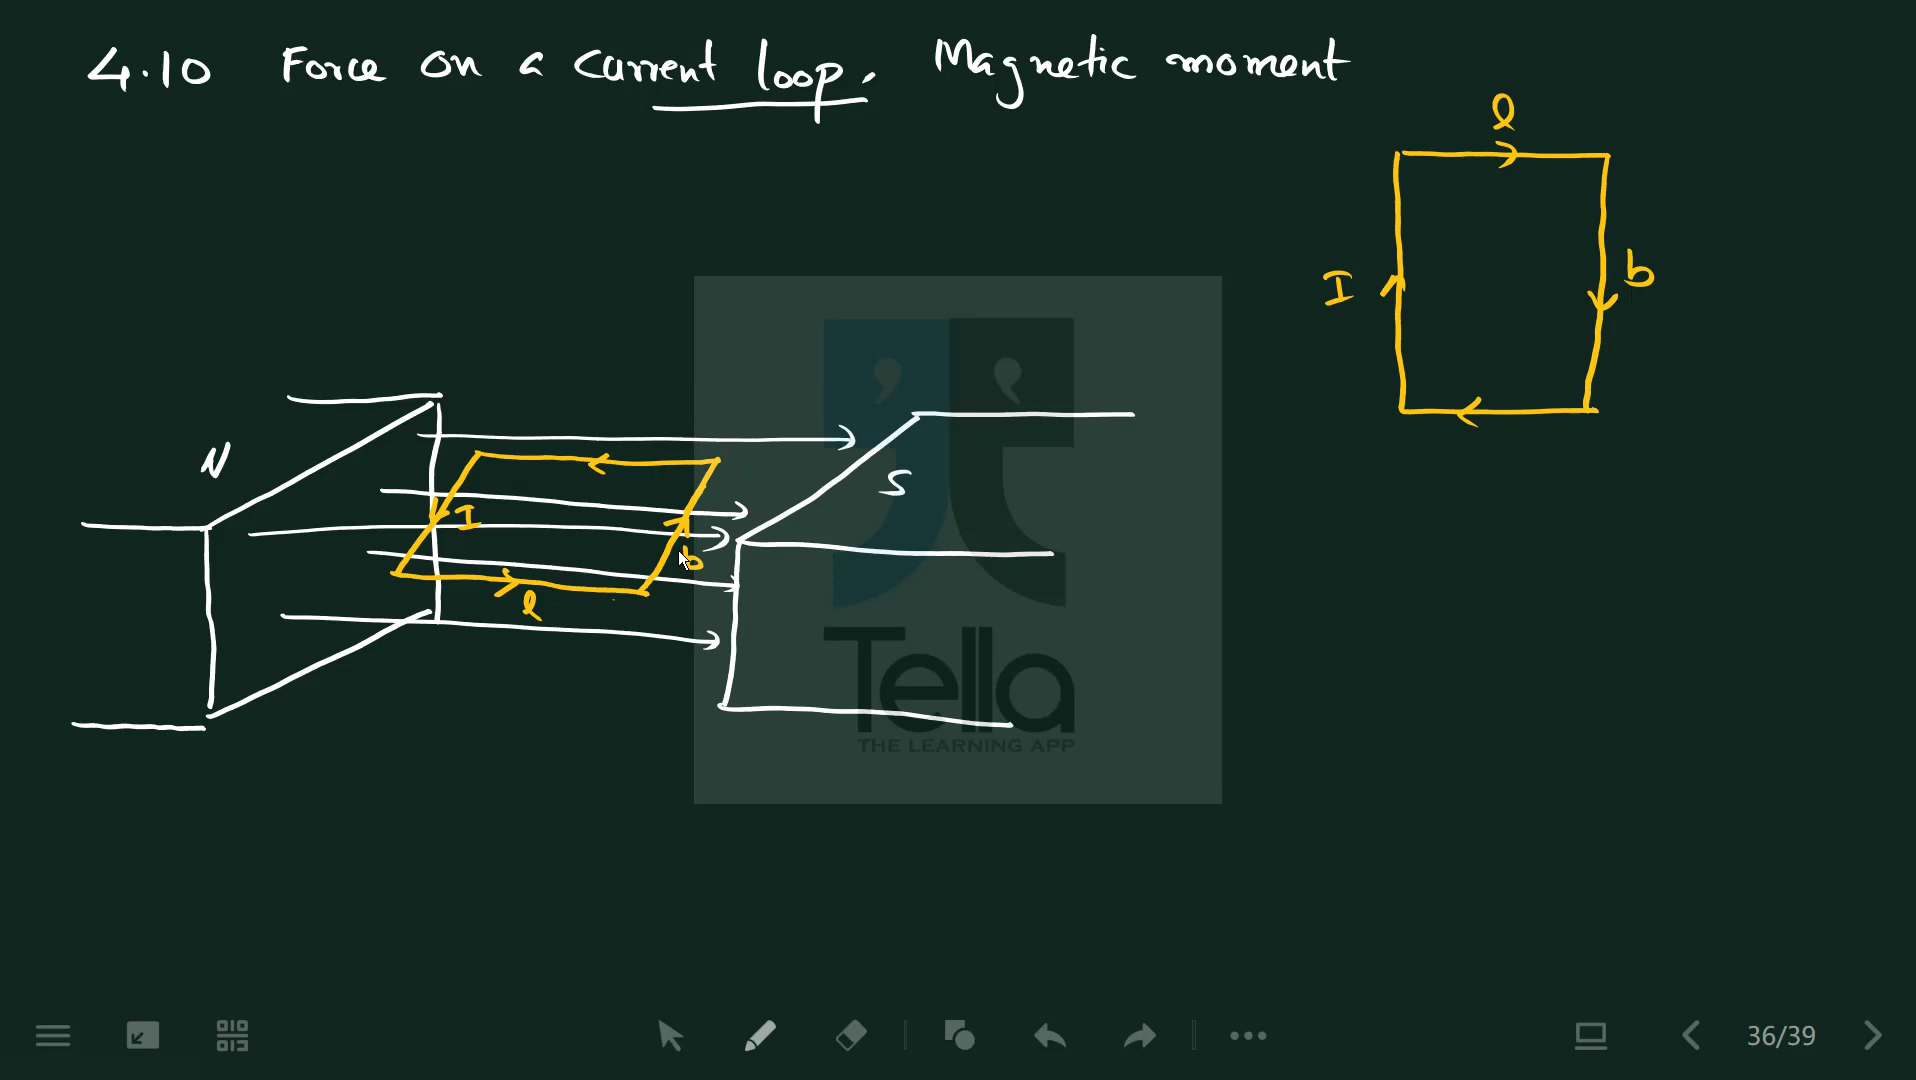 4.10 Force on a current loop. Magnetic moment
l
I
b
N
S
I
b
l
Tella
THE LEARNING APP
36/39